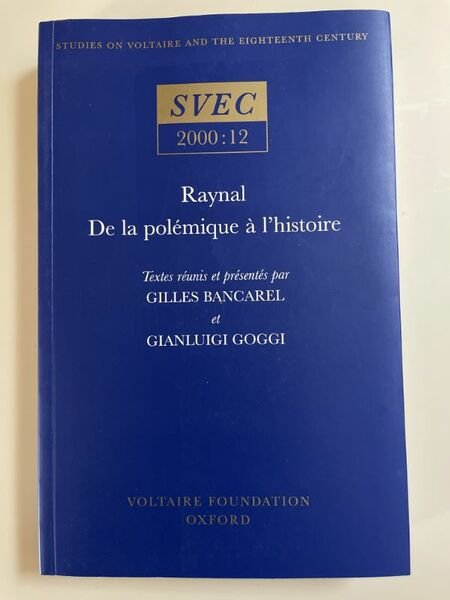 STUDIES ON VOLTAIRE AND THE EIGHTEENTH CENTURY
SVEC
2000:12
Raynal
De la polémique à l'histoire
Textes réunis et présentés par
GILLES BANCAREL
et
GIANLUIGI GOGGI
VOLTAIRE FOUNDATION
OXFORD